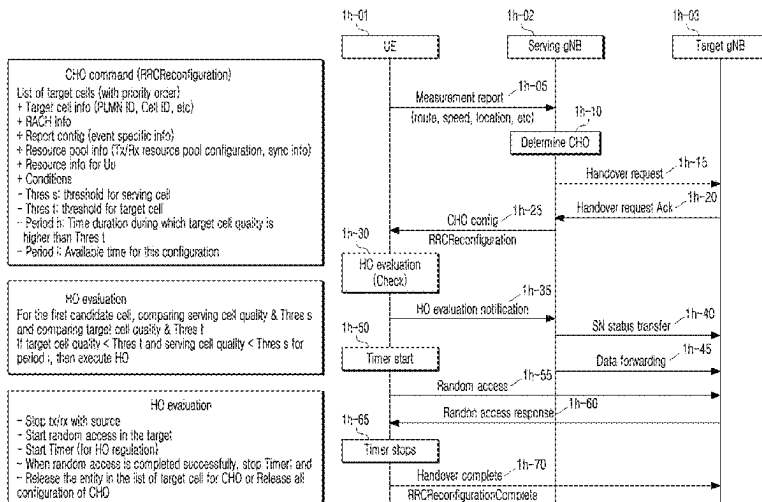 1h-01
1h-02
1h-03
UE
Serving gNB
Target gNB
CHO command (RRCReconfiguration)
List of target cells (with priority order)
+ Target cell info (PLMN ID, Cell ID, etc)
+ RACH info
+ Report config (event specific info)
+ Resource pool info (Tx/Rx resource pool configuration, sync info)
+ Resource info for Uu
+ Conditions
- Thres s: threshold for serving cell
- Thres t: threshold for target cell
- Period h: Time duration during which target cell quality is
higher than Thres t
- Period i: Available time for this configuration
HO evaluation
For the first candidate cell, comparing serving cell quality & Thres s
and comparing target cell quality & Thres t
If target cell quality < Thres t and serving cell quality < Thres s for
period i, then execute HO
HO evaluation
- Stop tx/rx with source
- Start random access in the target
- Start Timer (for HO regulation)
- When random access is completed successfully, stop Timer; and
- Release the entity in the list of target cell for CHO or Release all
configuration of CHO
1h-05
Measurement report
(route, speed, location, etc)
1h-10
Determine CHO
1h-15
Handover request
1h-20
Handover request Ack
1h-25
CHO config
RRCReconfiguration
1h-30
HO evaluation
(Check)
1h-35
HO evaluation notification
1h-40
SN status transfer
1h-45
Data forwarding
1h-50
Timer start
1h-55
Random access
1h-60
Random access response
1h-65
Timer stops
1h-70
Handover complete
RRCReconfigurationComplete